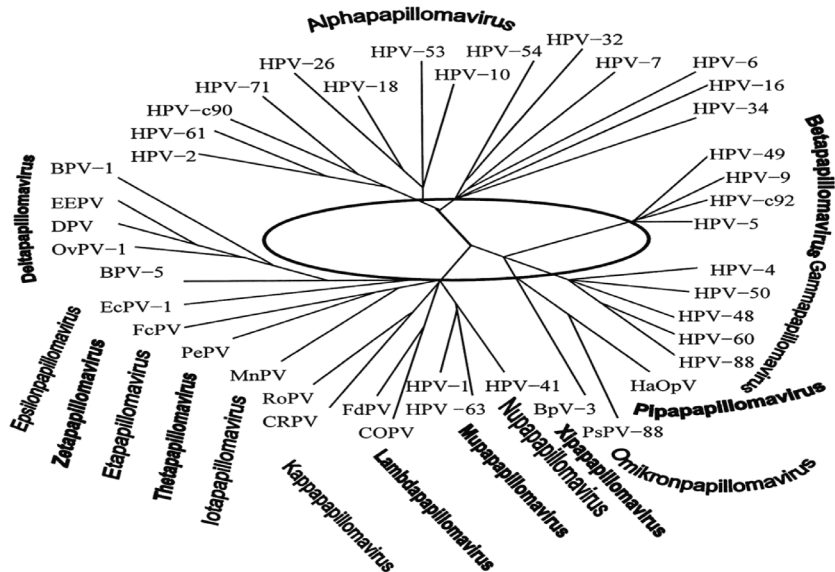 Alphapapillomavirus
HPV−53
HPV−54
HPV−32
HPV−26
HPV−7
HPV−6
HPV−71
HPV−18
HPV−10
HPV−16
HPV−c90
HPV−34
HPV−61
HPV−2
BPV−1
EEPV
DPV
OvPV−1
BPV−5
Deltapapillomavirus
HPV−49
HPV−9
HPV−c92
HPV−5
Betapapillomavirus
HPV−4
HPV−50
HPV−48
HPV−60
HPV−88
Gammapapillomavirus
EcPV−1
FcPV
PePV
MnPV
RoPV
CRPV
FdPV
COPV
HPV−1
HPV −63
HPV−41
BpV−3
PsPV−88
HaOpV
Pipapapillomavirus
Epsilonpapillomavirus
Zetapapillomavirus
Etapapillomavirus
Thetapapillomavirus
Iotapapillomavirus
Kappapapillomavirus
Lambdapapillomavirus
Mupapapillomavirus
Nupapapillomavirus
Xipapapillomavirus
Omikronpapillomavirus